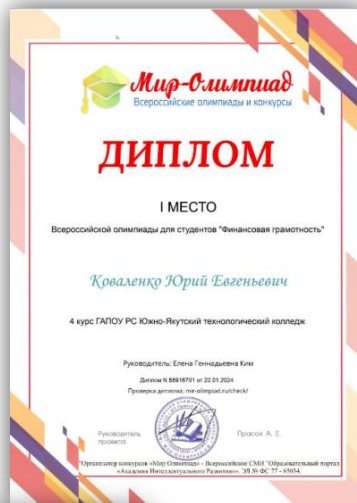 Мир-Олимпиад
Всероссийские олимпиады и конкурсы
ДИПЛОМ
I МЕСТО
Всероссийской олимпиады для студентов "Финансовая грамотность"
Коваленко Юрий Евгеньевич
4 курс ГАПОУ РС Южно-Якутский технологический колледж
Руководитель: Елена Геннадьевна Ким
Диплом N 88916701 от 22.01.2024
Проверка диплома: mir-olimpiad.ru/check/
Руководитель проекта:
А. Е.
"Организатор конкурсов «Мир Олимпиад» - Всероссийское СМИ "Образовательный портал
«Академия Интеллектуального Развития». ЭЛ № ФС 77 - 65034.